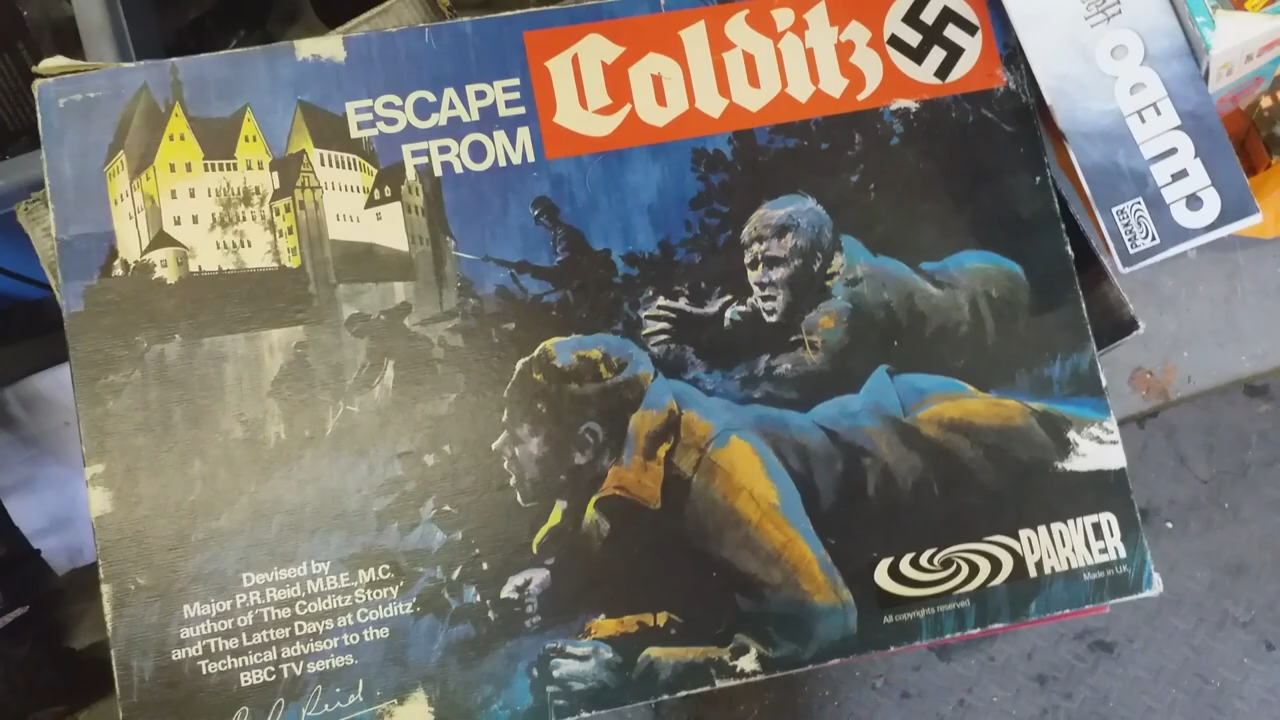 ESCAPE
FROM
Colditz
Devised by
Major P.R. Reid, M.B.E., M.C.
author of 'The Colditz Story'
and 'The Latter Days at Colditz'.
Technical advisor to the
BBC TV series.
P. R. Reid.
PARKER
Made in U.K.
All copyrights reserved
CLUEDO
PARKER